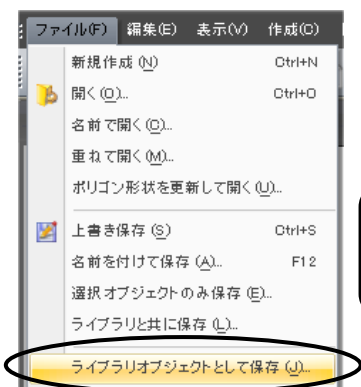 ファイル(F) 編集(E) 表示(V) 作成(C)
新規作成 (N) Ctrl+N
開く(O)... Ctrl+O
名前で開く(C)...
重ねて開く(M)...
ポリゴン形状を更新して開く(U)...
上書き保存 (S) Ctrl+S
名前を付けて保存 (A)... F12
選択オブジェクトのみ保存 (E)...
ライブラリと共に保存 (L)...
ライブラリオブジェクトとして保存 (J)...